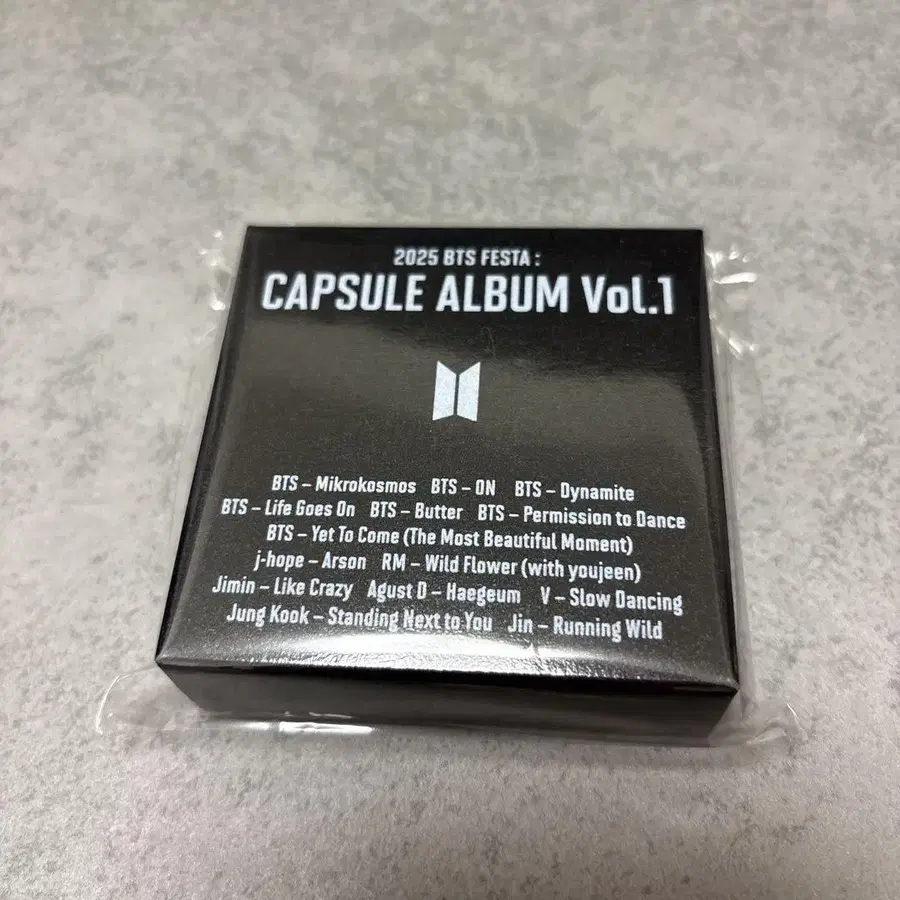 2025 BTS FESTA :
CAPSULE ALBUM Vol.1
BTS – Mikrokosmos BTS – ON BTS – Dynamite
BTS – Life Goes On BTS – Butter BTS – Permission to Dance
BTS – Yet To Come (The Most Beautiful Moment)
j-hope – Arson RM – Wild Flower (with youjeen)
Jimin – Like Crazy Agust D – Haegeum V – Slow Dancing
Jung Kook – Standing Next to You Jin – Running Wild